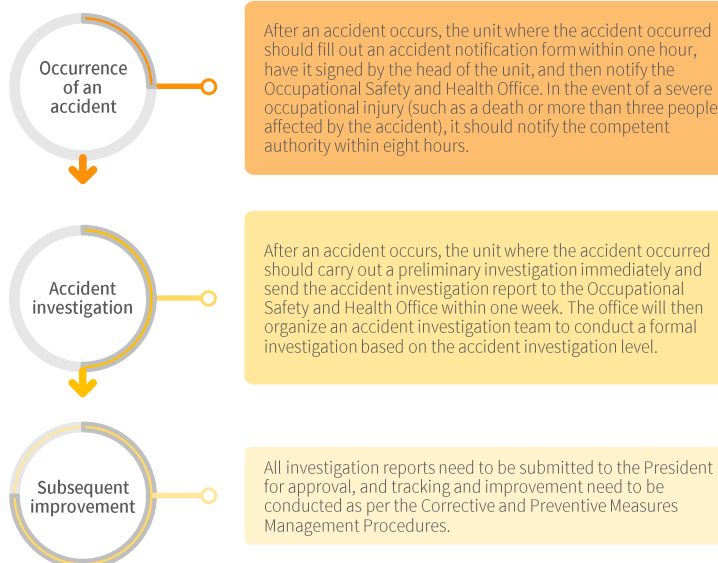 Occurrence
of an
accident
After an accident occurs, the unit where the accident occurred
should fill out an accident notification form within one hour,
have it signed by the head of the unit, and then notify the
Occupational Safety and Health Office. In the event of a severe
occupational injury (such as a death or more than three people
affected by the accident), it should notify the competent
authority within eight hours.
Accident
investigation
After an accident occurs, the unit where the accident occurred
should carry out a preliminary investigation immediately and
send the accident investigation report to the Occupational
Safety and Health Office within one week. The office will then
organize an accident investigation team to conduct a formal
investigation based on the accident investigation level.
Subsequent
improvement
All investigation reports need to be submitted to the President
for approval, and tracking and improvement need to be
conducted as per the Corrective and Preventive Measures
Management Procedures.